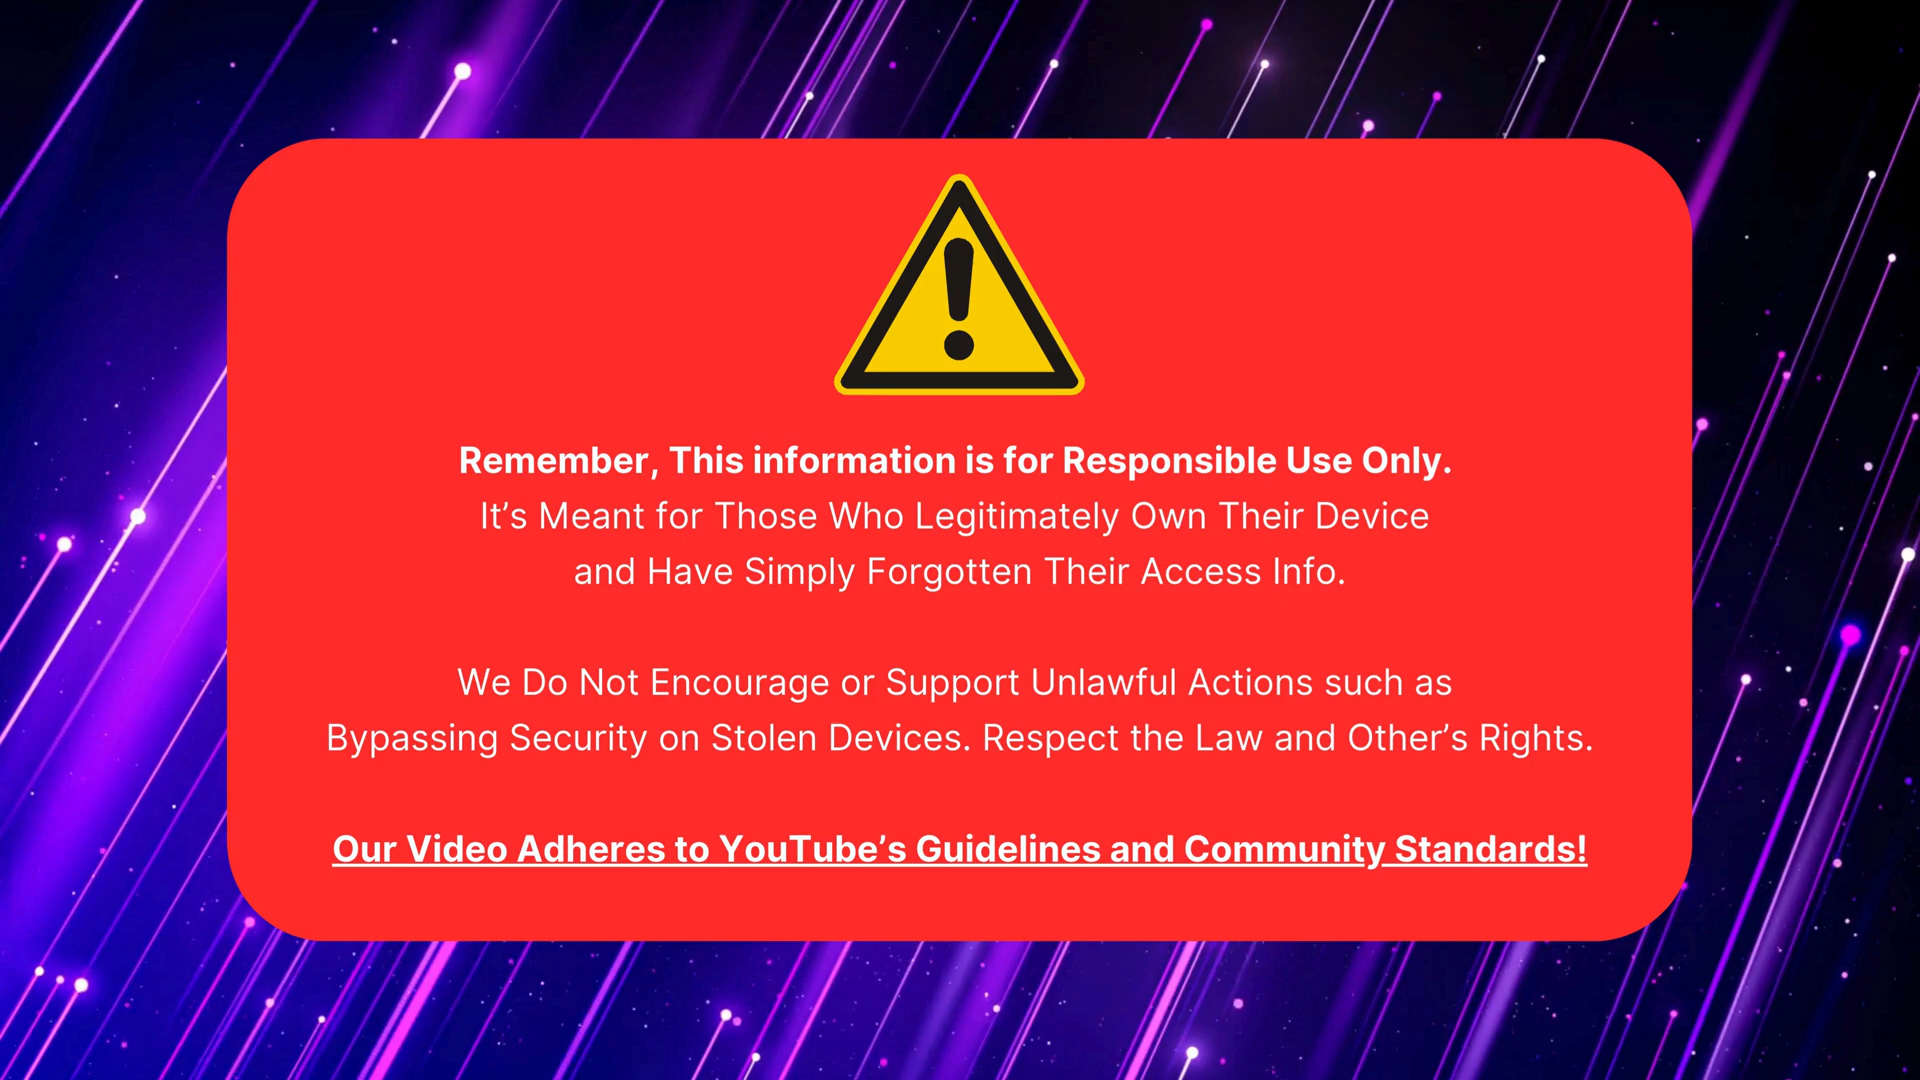 Remember, This information is for Responsible Use Only.
It’s Meant for Those Who Legitimately Own Their Device
and Have Simply Forgotten Their Access Info.
We Do Not Encourage or Support Unlawful Actions such as
Bypassing Security on Stolen Devices. Respect the Law and Other’s Rights.
Our Video Adheres to YouTube’s Guidelines and Community Standards!